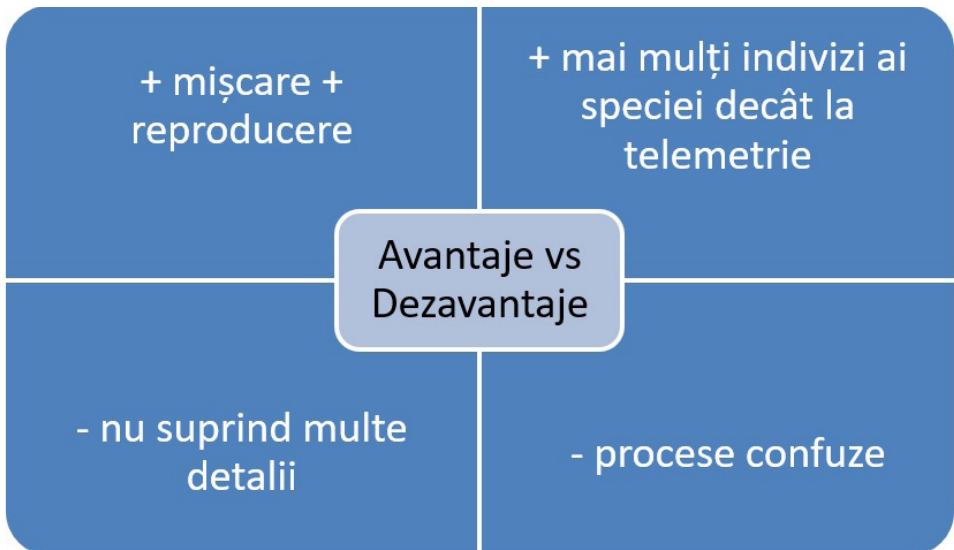 + mișcare +
reproducere
+ mai mulți indivizi ai
speciei decât la
telemetrie
Avantaje vs
Dezavantaje
- nu suprind multe
detalii
- procese confuze